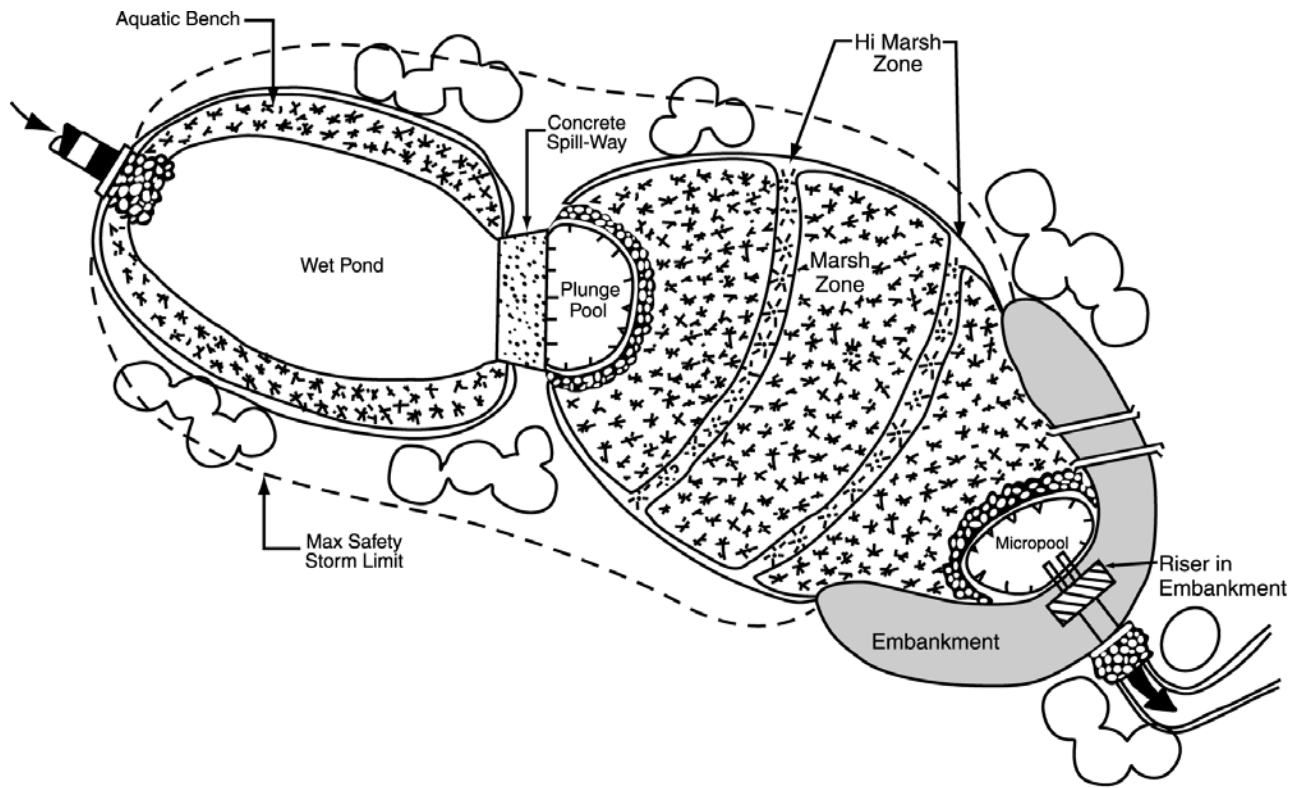 Aquatic Bench
Hi Marsh
Zone
Concrete
Spill-Way
Wet Pond
Plunge
Pool
Marsh
Zone
Max Safety
Storm Limit
Micropool
Riser in
Embankment
Embankment